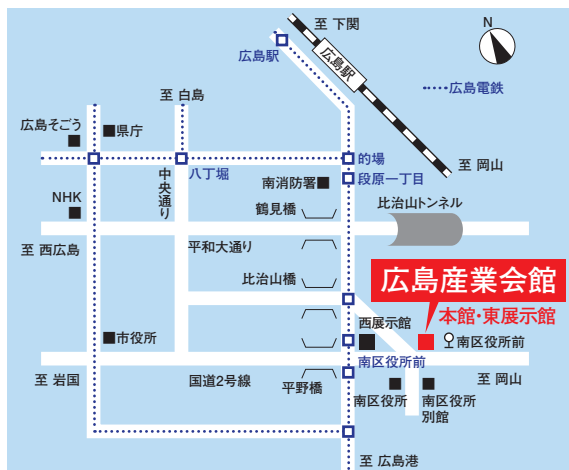 至 下関
N
広島駅
広島駅
広島電鉄
至 白島
広島そごう
県庁
至 岡山
八丁堀
的場
中央通り
南消防署
段原一丁目
NHK
鶴見橋
比治山トンネル
至 西広島
平和大通り
比治山橋
広島産業会館
本館・東展示館
西展示館
市役所
南区役所前
南区役所前
至 岩国
国道2号線
平野橋
至 岡山
南区役所
南区役所
別館
至 広島港